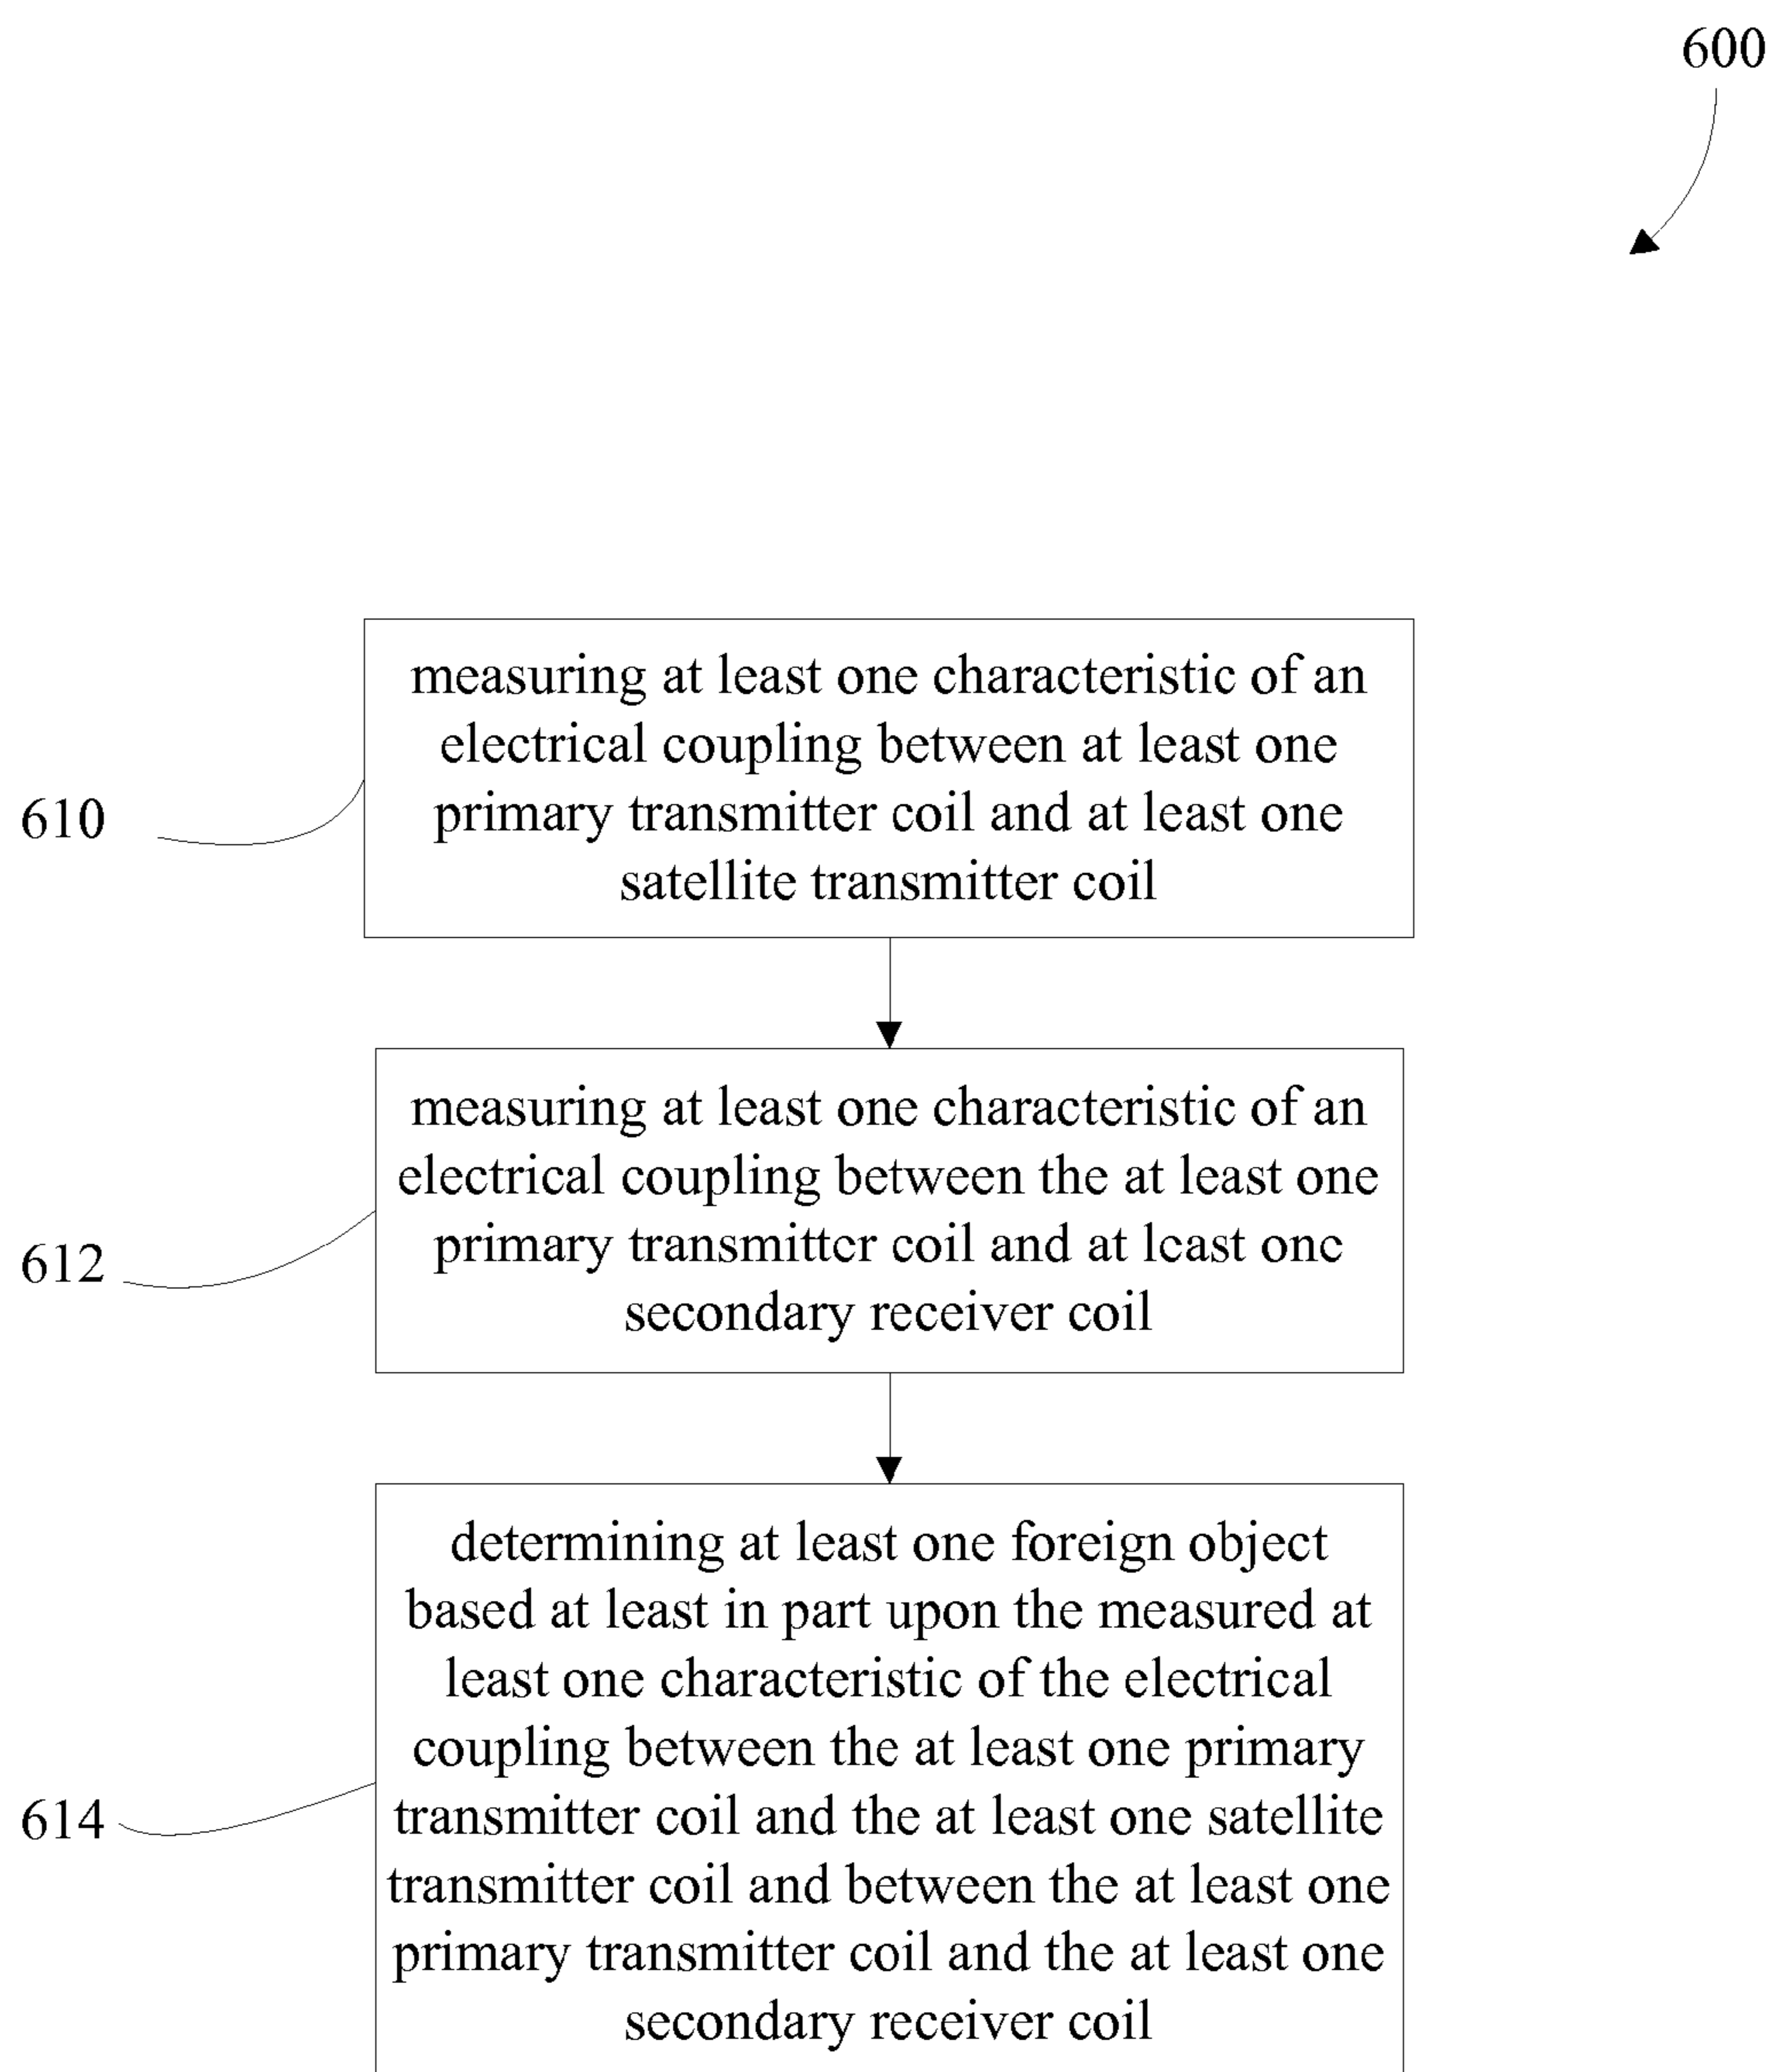 600
measuring at least one characteristic of an
electrical coupling between at least one
primary transmitter coil and at least one
satellite transmitter coil
610
measuring at least one characteristic of an
electrical coupling between the at least one
primary transmitter coil and at least one
secondary receiver coil
612
determining at least one foreign object
based at least in part upon the measured at
least one characteristic of the electrical
coupling between the at least one primary
transmitter coil and the at least one satellite
transmitter coil and between the at least one
primary transmitter coil and the at least one
secondary receiver coil
614